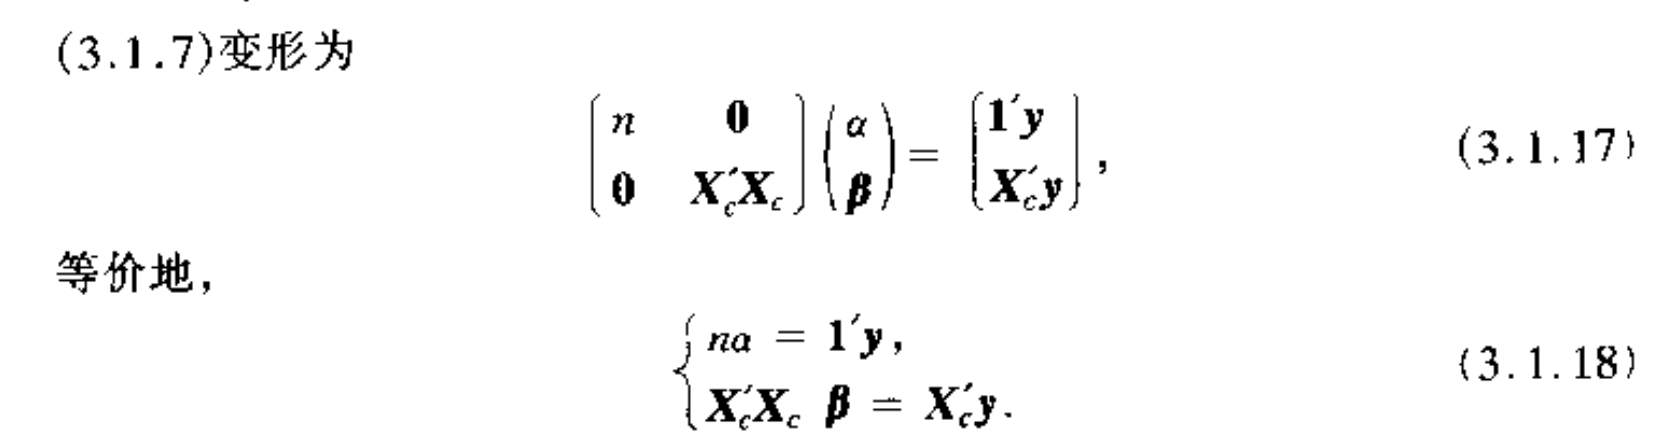 (3.1.7)变形为
$$\begin{pmatrix} n & \mathbf{0} \\ \mathbf{0} & \boldsymbol{X}_c'\boldsymbol{X}_c \end{pmatrix} \begin{pmatrix} \alpha \\ \boldsymbol{\beta} \end{pmatrix} = \begin{pmatrix} \mathbf{1}'\boldsymbol{y} \\ \boldsymbol{X}_c'\boldsymbol{y} \end{pmatrix},$$ (3.1.17)
等价地,
$$\begin{cases} n\alpha = \mathbf{1}'\boldsymbol{y}, \\ \boldsymbol{X}_c'\boldsymbol{X}_c\ \boldsymbol{\beta} = \boldsymbol{X}_c'\boldsymbol{y}. \end{cases}$$ (3.1.18)